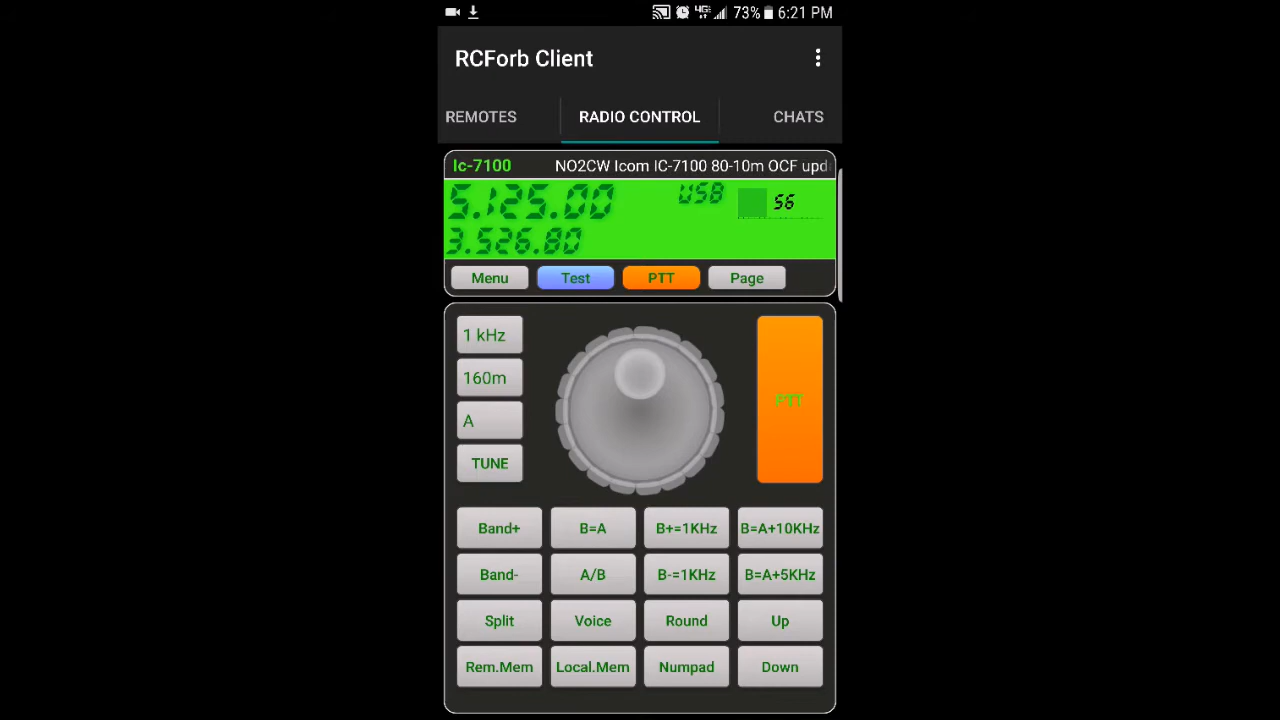 4G 73% 6:21 PM
RCForb Client
REMOTES RADIO CONTROL CHATS
Ic-7100 NO2CW Icom IC-7100 80-10m OCF upd
5.125.00 USB S6
3.526.80
Menu Test PTT Page
1 kHz
160m
A
PTT
TUNE
Band+ B=A B+=1KHz B=A+10KHz
Band- A/B B-=1KHz B=A+5KHz
Split Voice Round Up
Rem.Mem Local.Mem Numpad Down